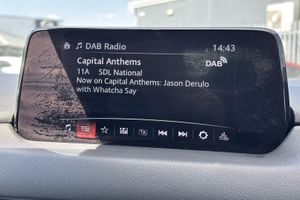 DAB Radio
14:43
Capital Anthems
DAB
11A SDL National
Now on Capital Anthems: Jason Derulo
with Whatcha Say
TA